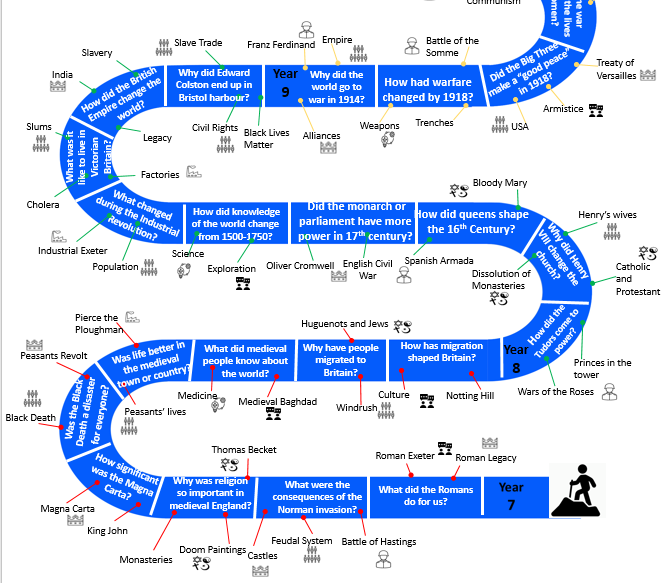 Communism
he war
the lives
omen?
Slave Trade
Franz Ferdinand
Empire
Battle of the
Somme
Slavery
India
How did the British
Empire change the
world?
Why did Edward
Colston end up in
Bristol harbour?
Year
9
Why did the
world go to
war in 1914?
How had warfare
changed by 1918?
Did the Big Three
make a "good peace"
in 1918?
Treaty of
Versailles
Armistice
USA
Trenches
Weapons
Alliances
Black Lives
Matter
Civil Rights
Legacy
Slums
What was it
like to live in
Victorian
Britain?
Factories
Cholera
What changed
during the Industrial
Revolution?
Industrial Exeter
Population
How did knowledge
of the world change
from 1500-1750?
Science
Exploration
Did the monarch or
parliament have more
power in 17th century?
Oliver Cromwell
English Civil
War
How did queens shape
the 16th Century?
Bloody Mary
Spanish Armada
Why did Henry
VIII change the
church?
Henry's wives
Catholic
and
Protestant
Dissolution of
Monasteries
How did the
Tudors come to
power?
Princes in the
tower
Wars of the Roses
Year
8
How has migration
shaped Britain?
Culture
Notting Hill
Huguenots and Jews
Why have people
migrated to
Britain?
Windrush
What did medieval
people know about
the world?
Medicine
Medieval Baghdad
Pierce the
Ploughman
Was life better in
the medieval
town or country?
Peasants' lives
Peasants Revolt
Was the Black
Death a disaster
for everyone?
Black Death
How significant
was the Magna
Carta?
Magna Carta
King John
Thomas Becket
Why was religion
so important in
medieval England?
Monasteries
Doom Paintings
What were the
consequences of the
Norman invasion?
Castles
Feudal System
Battle of Hastings
Roman Exeter
Roman Legacy
What did the Romans
do for us?
Year
7